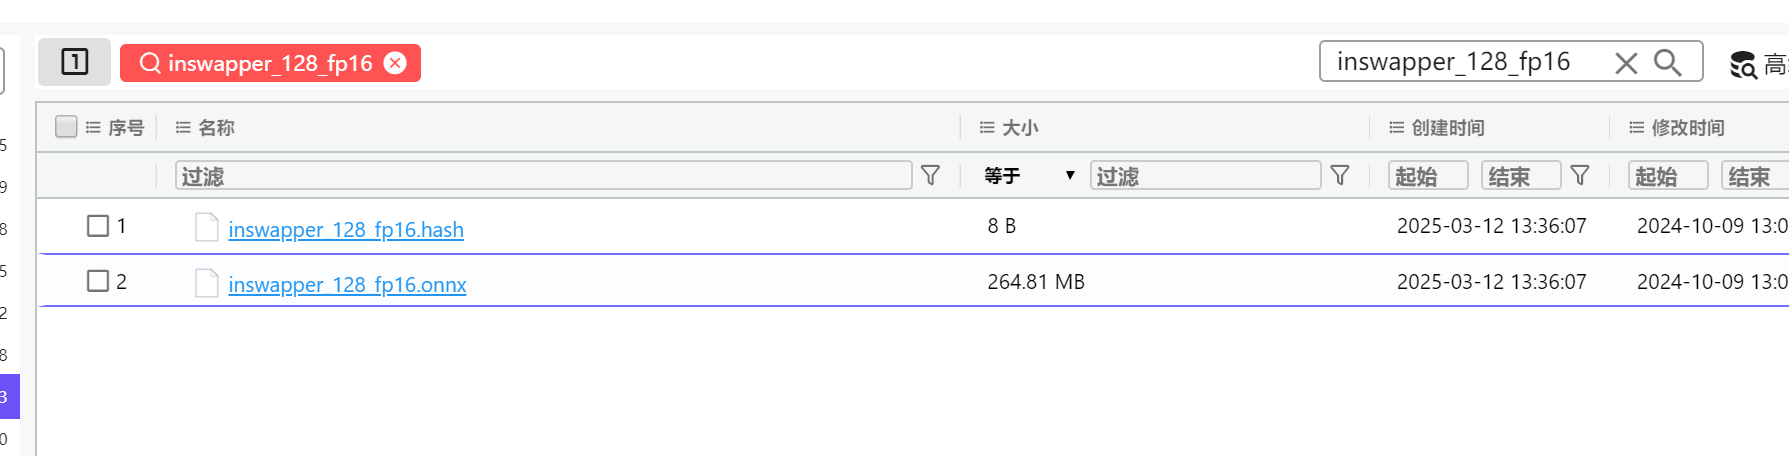 1 inswapper_128_fp16 inswapper_128_fp16 高
序号 名称 大小 创建时间 修改时间
过滤 等于 过滤 起始 结束 起始 结束
1 inswapper_128_fp16.hash 8 B 2025-03-12 13:36:07 2024-10-09 13:0
2 inswapper_128_fp16.onnx 264.81 MB 2025-03-12 13:36:07 2024-10-09 13:0
5
9
8
5
2
8
3
0